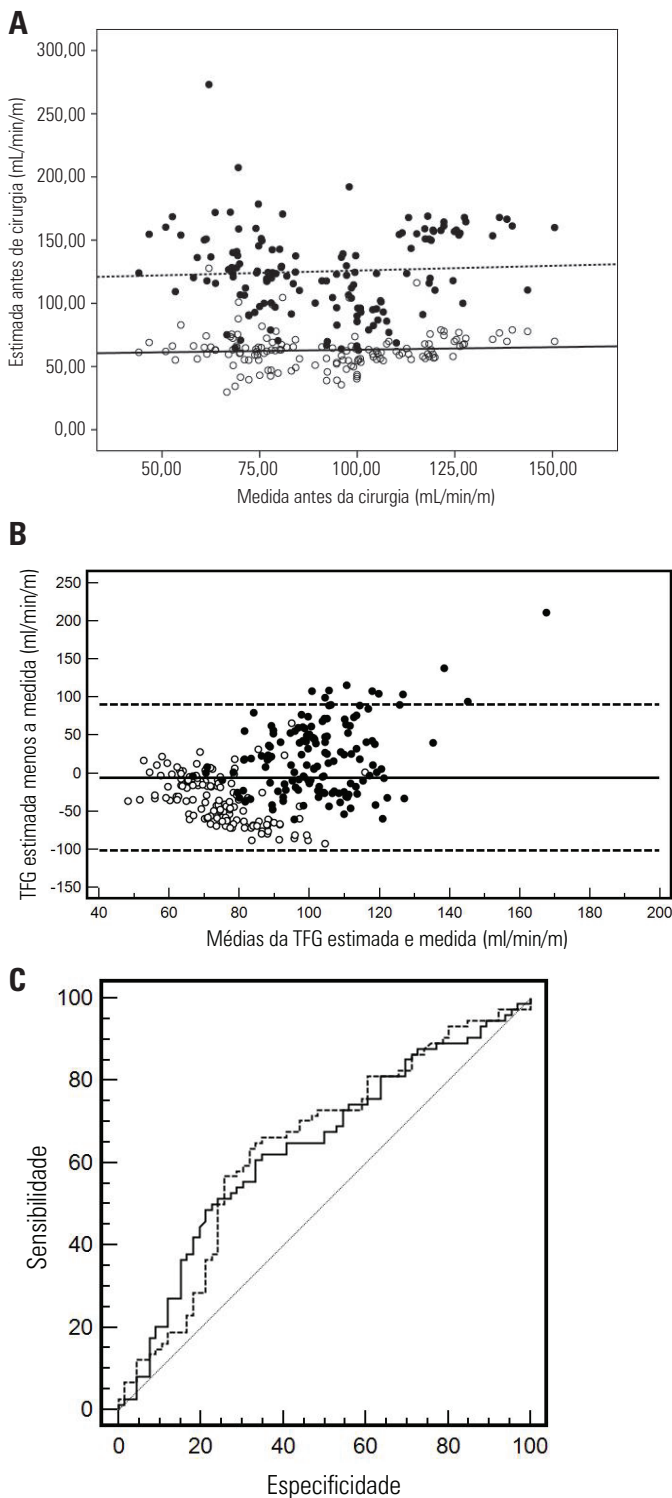 A
300,00
250,00
200,00
150,00
100,00
50,00
0,00
Estimada antes de cirurgia (mL/min/m)
50,00 75,00 100,00 125,00 150,00
Medida antes da cirurgia (mL/min/m)
B
250
200
150
100
50
0
-50
-100
-150
TFG estimada menos a medida (ml/min/m)
40 60 80 100 120 140 160 180 200
Médias da TFG estimada e medida (ml/min/m)
C
100
80
60
40
20
0
Sensibilidade
0 20 40 60 80 100
Especificidade